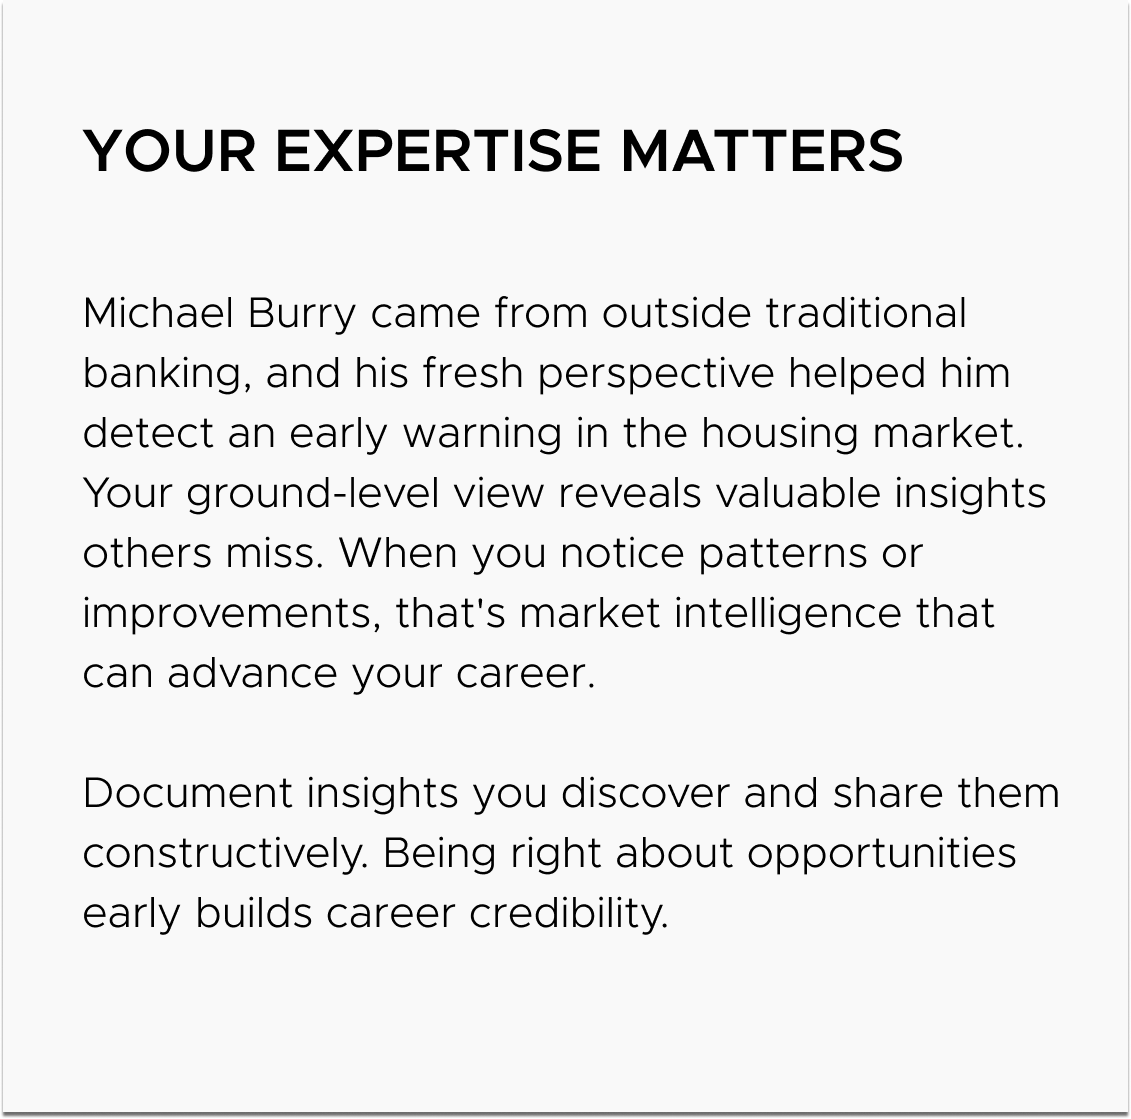 YOUR EXPERTISE MATTERS
Michael Burry came from outside traditional
banking, and his fresh perspective helped him
detect an early warning in the housing market.
Your ground-level view reveals valuable insights
others miss. When you notice patterns or
improvements, that's market intelligence that
can advance your career.
Document insights you discover and share them
constructively. Being right about opportunities
early builds career credibility.